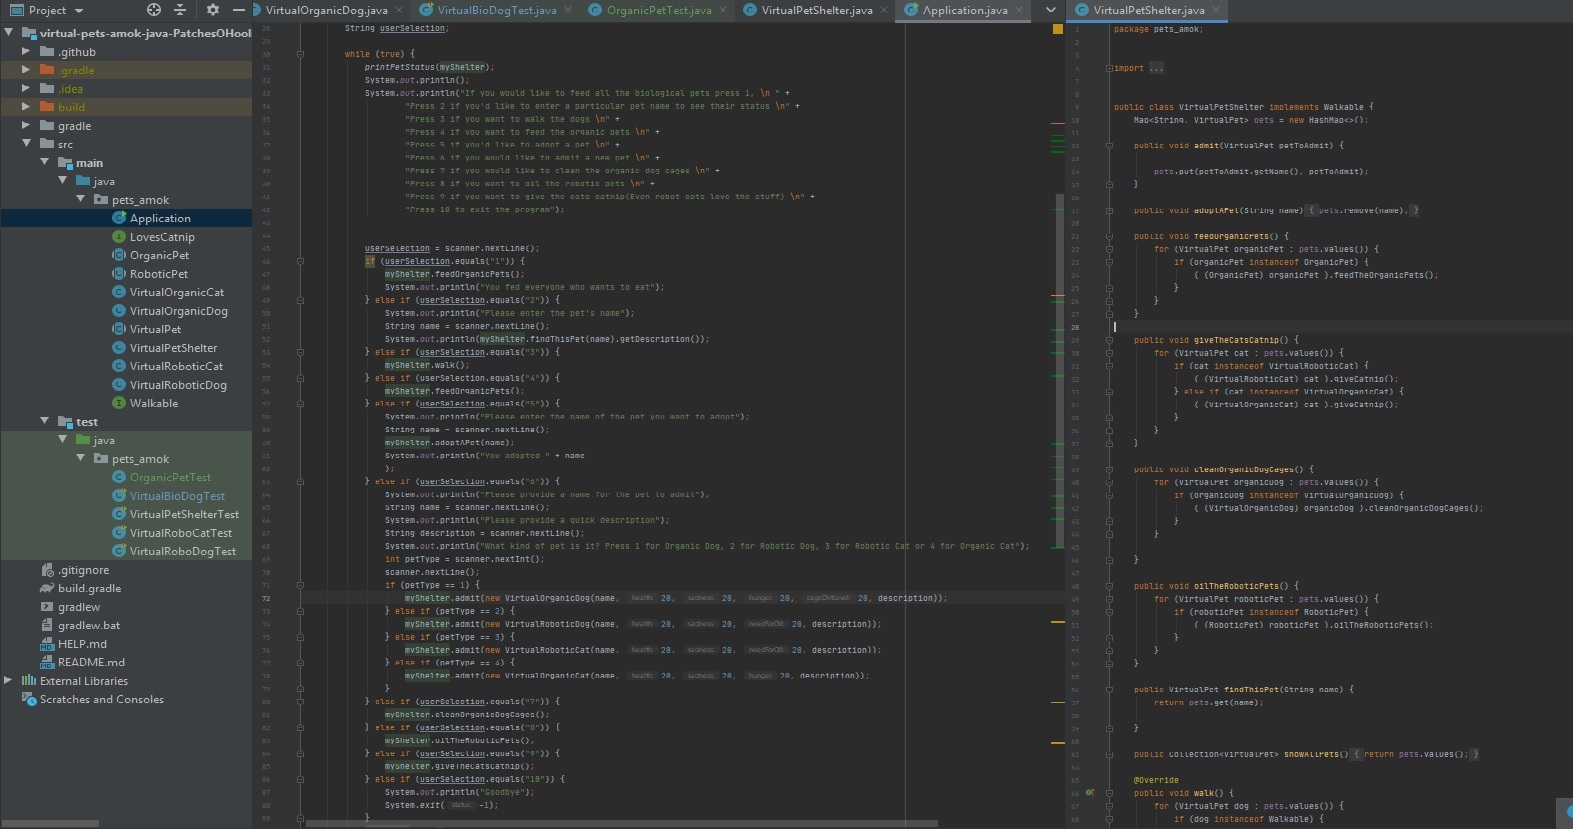 Project
VirtualOrganicDog.java
VirtualBioDogTest.java
OrganicPetTest.java
VirtualPetShelter.java
Application.java
VirtualPetShelter.java
virtual-pets-amok-java-PatchesOHool
.github
.gradle
.idea
build
gradle
src
main
java
pets_amok
Application
LovesCatnip
OrganicPet
RoboticPet
VirtualOrganicCat
VirtualOrganicDog
VirtualPet
VirtualPetShelter
VirtualRoboticCat
VirtualRoboticDog
Walkable
test
java
pets_amok
OrganicPetTest
VirtualBioDogTest
VirtualPetShelterTest
VirtualRoboCatTest
VirtualRoboDogTest
.gitignore
build.gradle
gradlew
gradlew.bat
HELP.md
README.md
External Libraries
Scratches and Consoles
String userSelection;
while (true) {
printPetStatus(myShelter);
System.out.println();
System.out.println("If you would like to feed all the biological pets press 1, \n " +
"Press 2 if you'd like to enter a particular pet name to see their status \n" +
"Press 3 if you want to walk the dogs \n" +
"Press 4 if you want to feed the organic pets \n" +
"Press 5 if you'd like to adopt a pet \n" +
"Press 6 if you would like to admit a new pet \n" +
"Press 7 if you would like to clean the organic dog cages \n" +
"Press 8 if you want to oil the robotic pets \n" +
"Press 9 if you want to give the cats catnip(Even robot cats love the stuff) \n" +
"Press 10 to exit the program");
userSelection = scanner.nextLine();
if (userSelection.equals("1")) {
myShelter.feedOrganicPets();
System.out.println("You fed everyone who wants to eat");
} else if (userSelection.equals("2")) {
System.out.println("Please enter the pet's name");
String name = scanner.nextLine();
System.out.println(myShelter.findThisPet(name).getDescription());
} else if (userSelection.equals("3")) {
myShelter.walk();
} else if (userSelection.equals("4")) {
myShelter.feedOrganicPets();
} else if (userSelection.equals("5")) {
System.out.println("Please enter the name of the pet you want to adopt");
String name = scanner.nextLine();
myShelter.adoptAPet(name);
System.out.println("You adopted " + name
);
} else if (userSelection.equals("6")) {
System.out.println("Please provide a name for the pet to admit");
String name = scanner.nextLine();
System.out.println("Please provide a quick description");
String description = scanner.nextLine();
System.out.println("What kind of pet is it? Press 1 for Organic Dog, 2 for Robotic Dog, 3 for Robotic Cat or 4 for Organic Cat");
int petType = scanner.nextInt();
scanner.nextLine();
if (petType == 1) {
72 myShelter.admit(new VirtualOrganicDog(name, health: 20, sadness: 20, hunger: 20, cageDirtLevel: 20, description));
} else if (petType == 2) {
myShelter.admit(new VirtualRoboticDog(name, health: 20, sadness: 20, needForOil: 20, description));
} else if (petType == 3) {
myShelter.admit(new VirtualRoboticCat(name, health: 20, sadness: 20, needForOil: 20, description));
} else if (petType == 4) {
myShelter.admit(new VirtualOrganicCat(name, health: 20, sadness: 20, hunger: 20, description));
}
} else if (userSelection.equals("7")) {
myShelter.cleanOrganicDogCages();
} else if (userSelection.equals("8")) {
myShelter.oilTheRoboticPets();
} else if (userSelection.equals("9")) {
myShelter.giveTheCatsCatnip();
} else if (userSelection.equals("10")) {
System.out.println("Goodbye");
System.exit( status: -1);
}
package pets_amok;
import ...
public class VirtualPetShelter implements Walkable {
Map<String, VirtualPet> pets = new HashMap<>();
public void admit(VirtualPet petToAdmit) {
pets.put(petToAdmit.getName(), petToAdmit);
}
public void adoptAPet(String name) { pets.remove(name); }
public void feedOrganicPets() {
for (VirtualPet organicPet : pets.values()) {
if (organicPet instanceof OrganicPet) {
( (OrganicPet) organicPet ).feedTheOrganicPets();
}
}
}
28
public void giveTheCatsCatnip() {
for (VirtualPet cat : pets.values()) {
if (cat instanceof VirtualRoboticCat) {
( (VirtualRoboticCat) cat ).giveCatnip();
} else if (cat instanceof VirtualOrganicCat) {
( (VirtualOrganicCat) cat ).giveCatnip();
}
}
}
public void cleanOrganicDogCages() {
for (VirtualPet organicDog : pets.values()) {
if (organicDog instanceof VirtualOrganicDog) {
( (VirtualOrganicDog) organicDog ).cleanOrganicDogCages();
}
}
}
public void oilTheRoboticPets() {
for (VirtualPet roboticPet : pets.values()) {
if (roboticPet instanceof RoboticPet) {
( (RoboticPet) roboticPet ).oilTheRoboticPets();
}
}
}
public VirtualPet findThisPet(String name) {
return pets.get(name);
}
public Collection<VirtualPet> showAllPets() { return pets.values(); }
@Override
public void walk() {
for (VirtualPet dog : pets.values()) {
if (dog instanceof Walkable) {